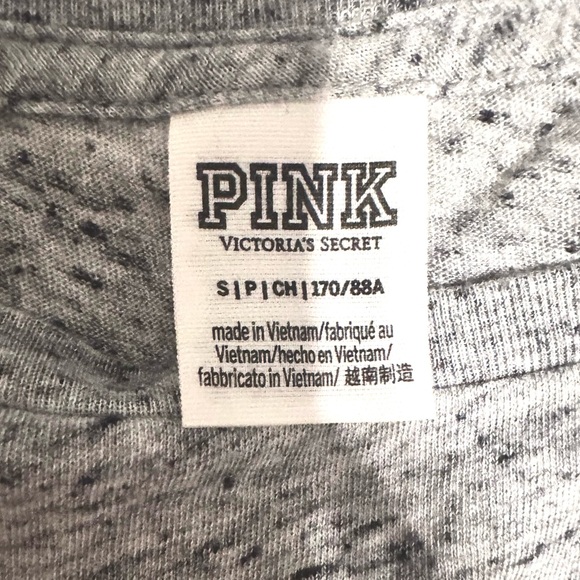 PINK
VICTORIA'S SECRET
S | P | CH | 170/88A
made in Vietnam/fabriqué au
Vietnam/hecho en Vietnam/
fabbricato in Vietnam/ 越南制造